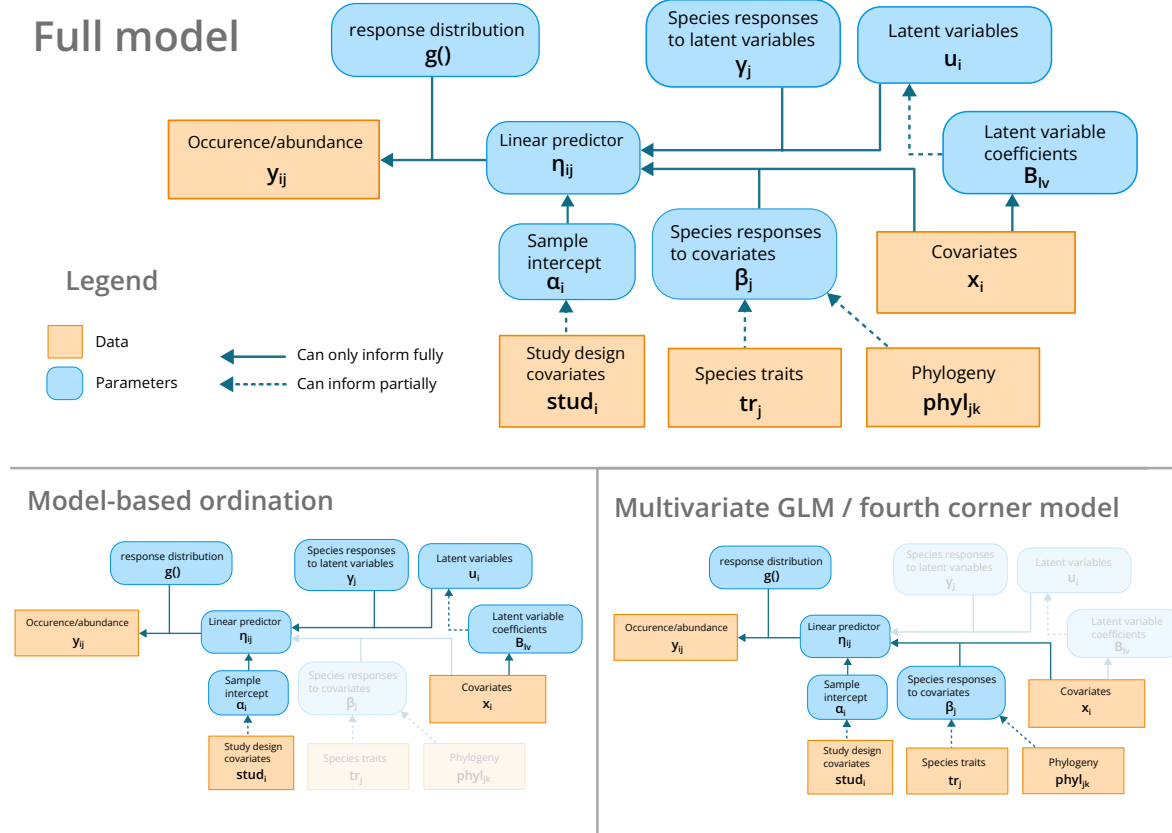 Full model
response distribution
g()
Species responses
to latent variables
γj
Latent variables
ui
Occurence/abundance
yij
Linear predictor
ηij
Latent variable
coefficients
Blv
Sample
intercept
αi
Species responses
to covariates
βj
Covariates
xi
Legend
Data
Parameters
Can only inform fully
Can inform partially
Study design
covariates
studi
Species traits
trj
Phylogeny
phyljk
Model-based ordination
response distribution
g()
Species responses
to latent variables
γj
Latent variables
ui
Occurence/abundance
yij
Linear predictor
ηij
Latent variable
coefficients
Blv
Sample
intercept
αi
Species responses
to covariates
βj
Covariates
xi
Study design
covariates
studi
Species traits
trj
Phylogeny
phyljk
Multivariate GLM / fourth corner model
response distribution
g()
Species responses
to latent variables
γj
Latent variables
ui
Occurence/abundance
yij
Linear predictor
ηij
Latent variable
coefficients
Blv
Sample
intercept
αi
Species responses
to covariates
βj
Covariates
xi
Study design
covariates
studi
Species traits
trj
Phylogeny
phyljk